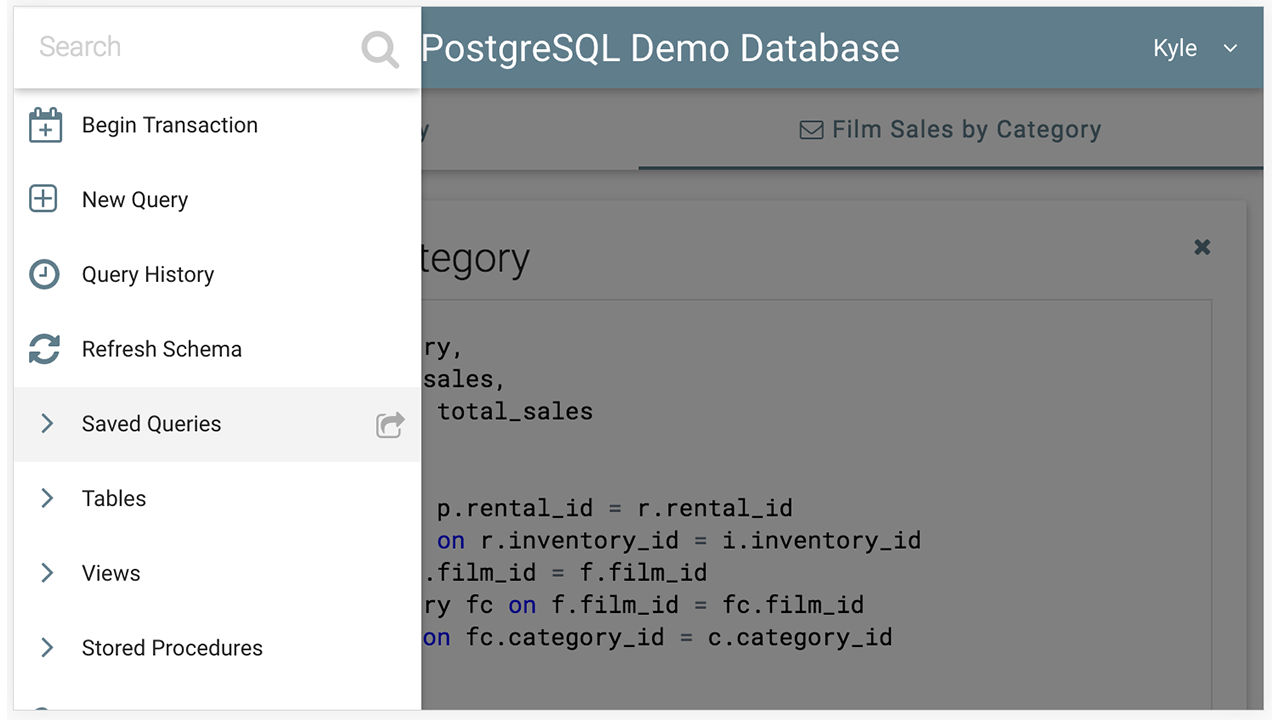 Search
PostgreSQL Demo Database
Kyle
Begin Transaction
New Query
Query History
Refresh Schema
Saved Queries
Tables
Views
Stored Procedures
y
Film Sales by Category
tegory
ry,
sales,
total_sales
p.rental_id = r.rental_id
on r.inventory_id = i.inventory_id
.film_id = f.film_id
ry fc on f.film_id = fc.film_id
on fc.category_id = c.category_id